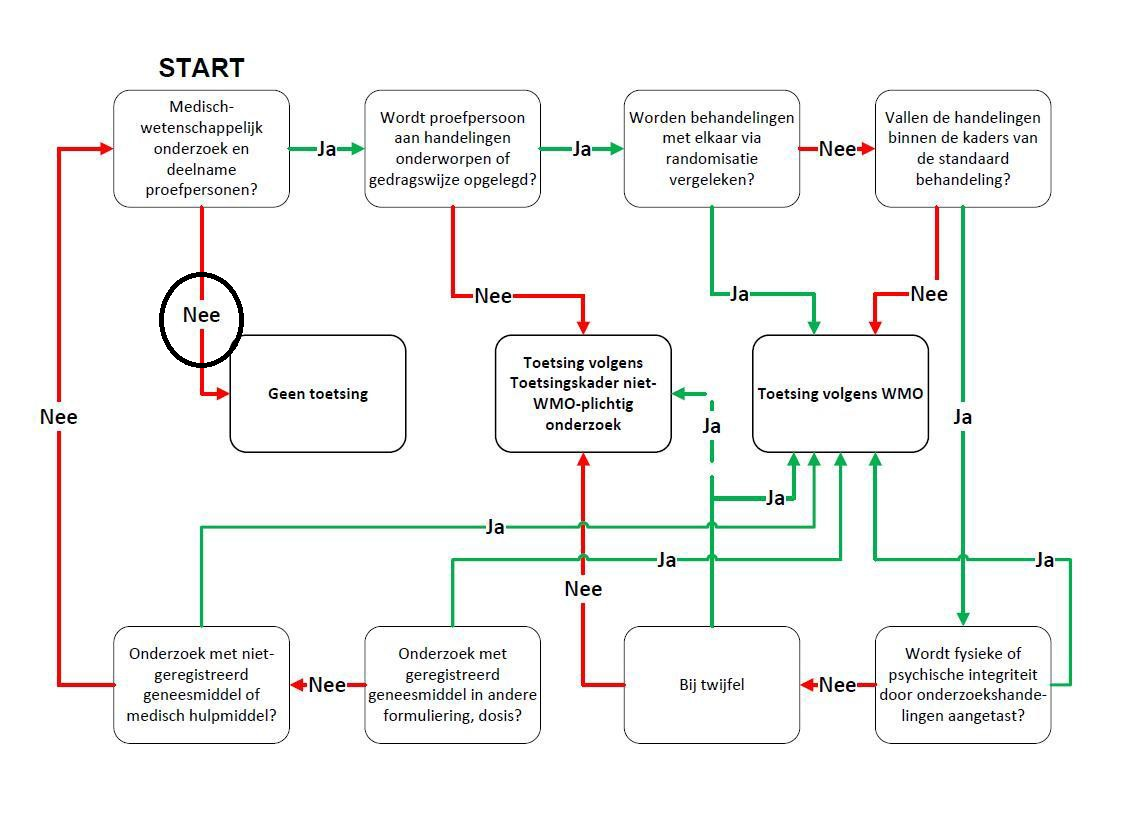 START
Medisch-
wetenschappelijk
onderzoek en
deelname
proefpersonen?
Ja
Wordt proefpersoon
aan handelingen
onderworpen of
gedragswijze opgelegd?
Ja
Worden behandelingen
met elkaar via
randomisatie
vergeleken?
Nee
Vallen de handelingen
binnen de kaders van
de standaard
behandeling?
Nee
Nee
Ja
Nee
Geen toetsing
Toetsing volgens
Toetsingskader niet-
WMO-plichtig
onderzoek
Toetsing volgens WMO
Nee
Ja
Ja
Ja
Ja
Ja
Ja
Nee
Onderzoek met niet-
geregistreerd
geneesmiddel of
medisch hulpmiddel?
Nee
Onderzoek met
geregistreerd
geneesmiddel in andere
formuliering, dosis?
Bij twijfel
Nee
Wordt fysieke of
psychische integriteit
door onderzoekshande-
lingen aangetast?